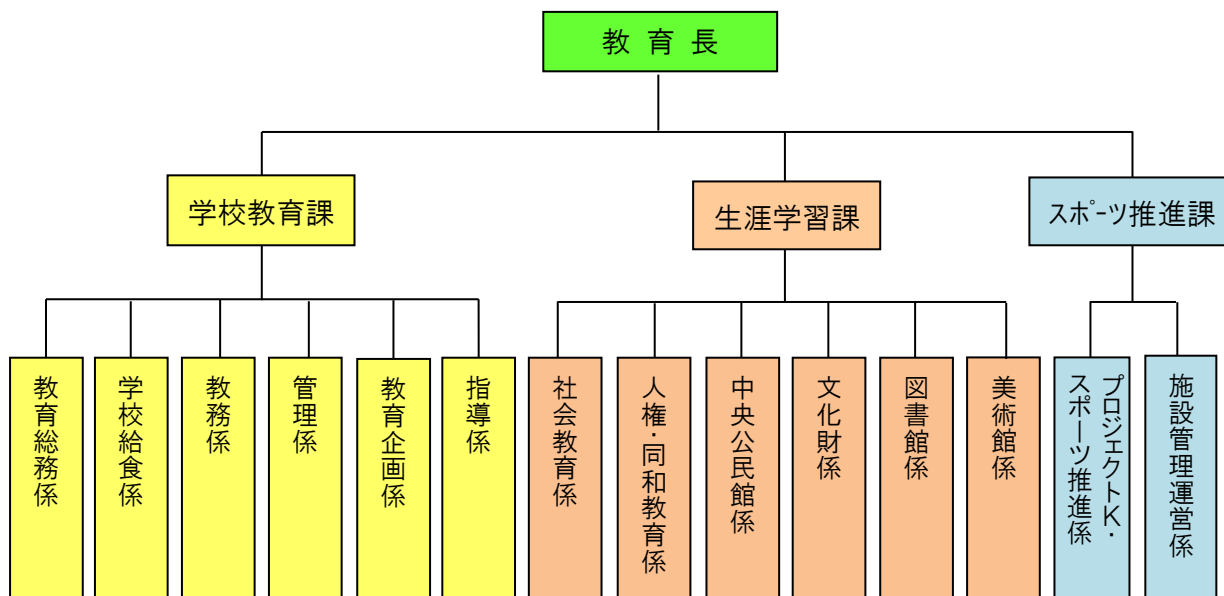 教 育 長
学校教育課
生涯学習課
スポーツ推進課
教育総務係
学校給食係
教務係
管理係
教育企画係
指導係
社会教育係
人権・同和教育係
中央公民館係
文化財係
図書館係
美術館係
プロジェクトK・
スポーツ推進係
施設管理運営係